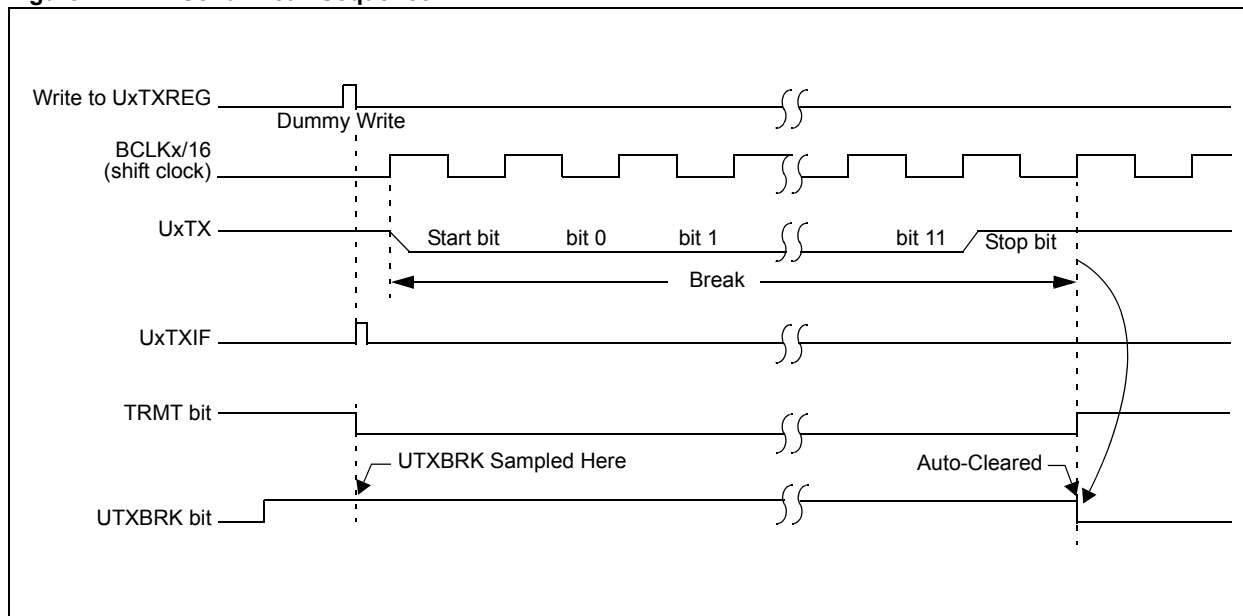 Write to UxTXREG
Dummy Write
BCLKx/16
(shift clock)
UxTX
Start bit
bit 0
bit 1
bit 11
Stop bit
Break
UxTXIF
TRMT bit
UTXBRK Sampled Here
Auto-Cleared
UTXBRK bit